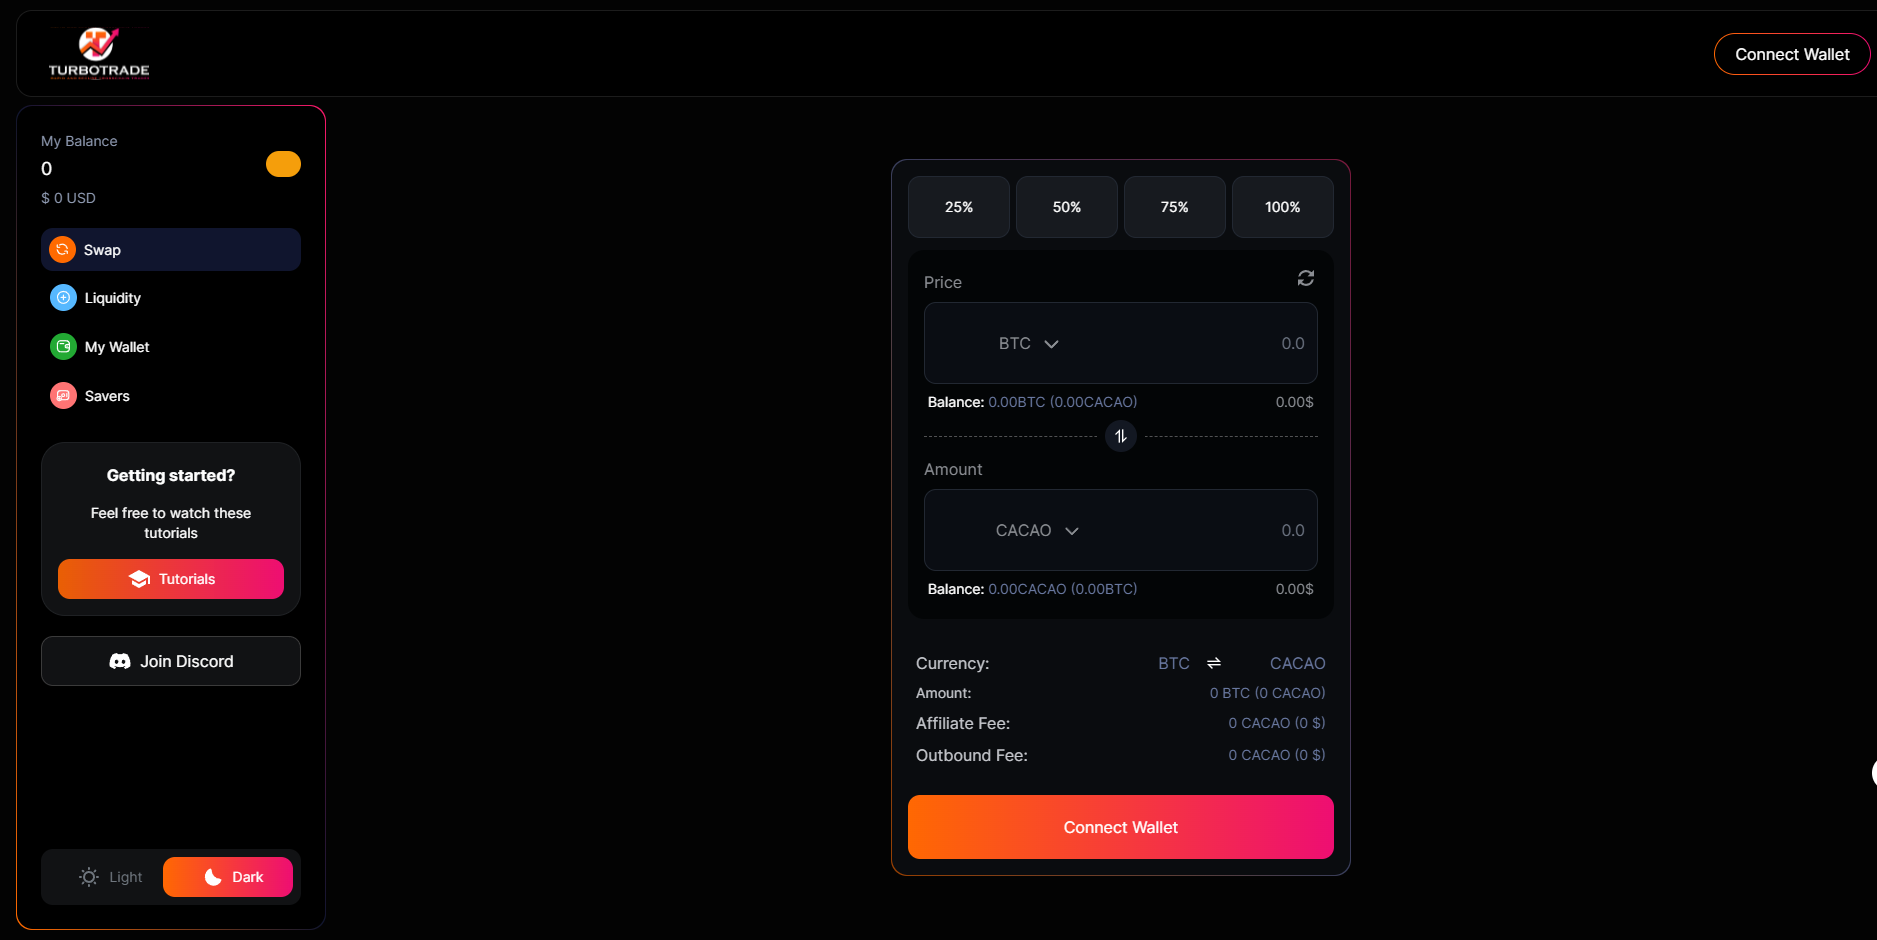 TURBOTRADE
Connect Wallet
My Balance
0
$ 0 USD
Swap
Liquidity
My Wallet
Savers
Getting started?
Feel free to watch these
tutorials
Tutorials
Join Discord
Light
Dark
25%
50%
75%
100%
Price
BTC
0.0
Balance: 0.00BTC (0.00CACAO)
0.00$
Amount
CACAO
0.0
Balance: 0.00CACAO (0.00BTC)
0.00$
Currency:
BTC
CACAO
Amount:
0 BTC (0 CACAO)
Affiliate Fee:
0 CACAO (0 $)
Outbound Fee:
0 CACAO (0 $)
Connect Wallet